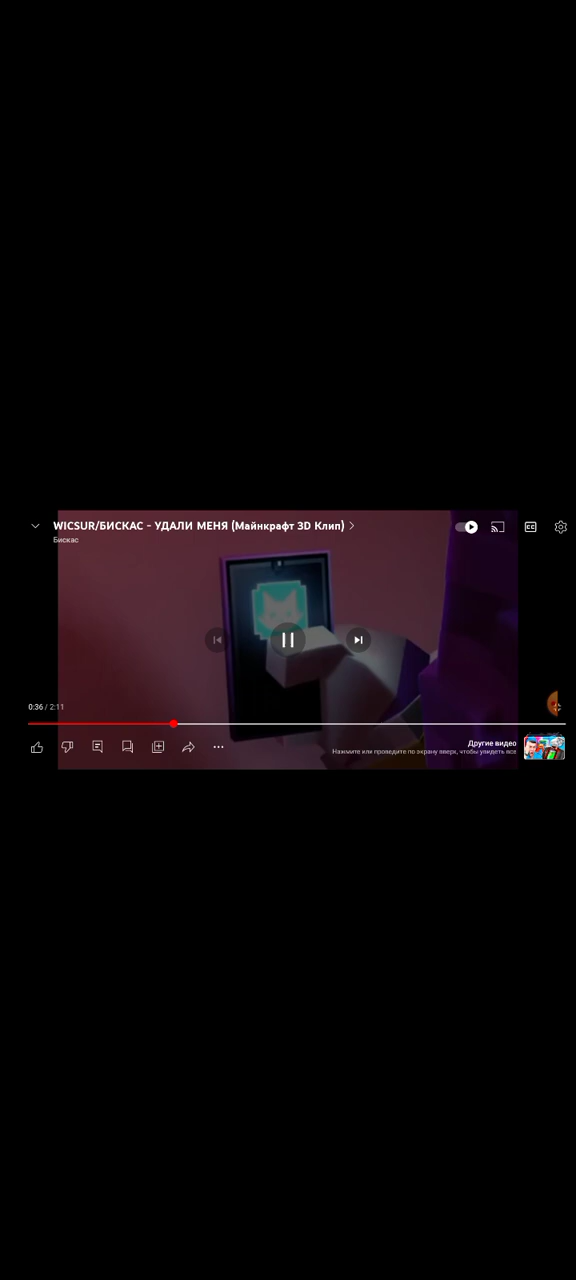 WICSUR/БИСКАС - УДАЛИ МЕНЯ (Майнкрафт 3D Клип)
Бискас
CC
0:36 / 2:11
Другие видео
Нажмите или проведите по экрану вверх, чтобы увидеть все